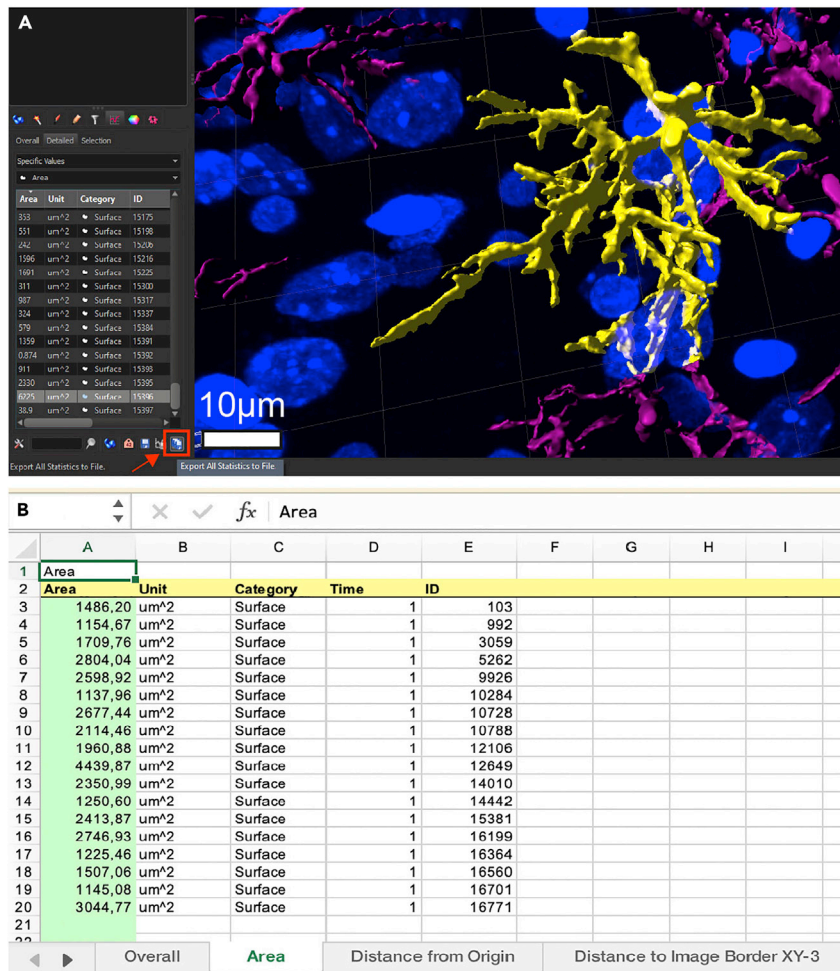 A
Overall Detailed Selection
Specific Values
Area
Area Unit Category ID
353 um^2 Surface 15175
551 um^2 Surface 15198
242 um^2 Surface 15206
1596 um^2 Surface 15216
1691 um^2 Surface 15225
311 um^2 Surface 15300
987 um^2 Surface 15317
324 um^2 Surface 15337
579 um^2 Surface 15384
1359 um^2 Surface 15391
0.874 um^2 Surface 15392
911 um^2 Surface 15393
2330 um^2 Surface 15395
6225 um^2 Surface 15396
38.9 um^2 Surface 15397
10μm
Export All Statistics to File.
Export All Statistics to File
B fx Area
A B C D E F G H I
1 Area
2 Area Unit Category Time ID
3 1486,20 um^2 Surface 1 103
4 1154,67 um^2 Surface 1 992
5 1709,76 um^2 Surface 1 3059
6 2804,04 um^2 Surface 1 5262
7 2598,92 um^2 Surface 1 9926
8 1137,96 um^2 Surface 1 10284
9 2677,44 um^2 Surface 1 10728
10 2114,46 um^2 Surface 1 10788
11 1960,88 um^2 Surface 1 12106
12 4439,87 um^2 Surface 1 12649
13 2350,99 um^2 Surface 1 14010
14 1250,60 um^2 Surface 1 14442
15 2413,87 um^2 Surface 1 15381
16 2746,93 um^2 Surface 1 16199
17 1225,46 um^2 Surface 1 16364
18 1507,06 um^2 Surface 1 16560
19 1145,08 um^2 Surface 1 16701
20 3044,77 um^2 Surface 1 16771
21
Overall Area Distance from Origin Distance to Image Border XY-3